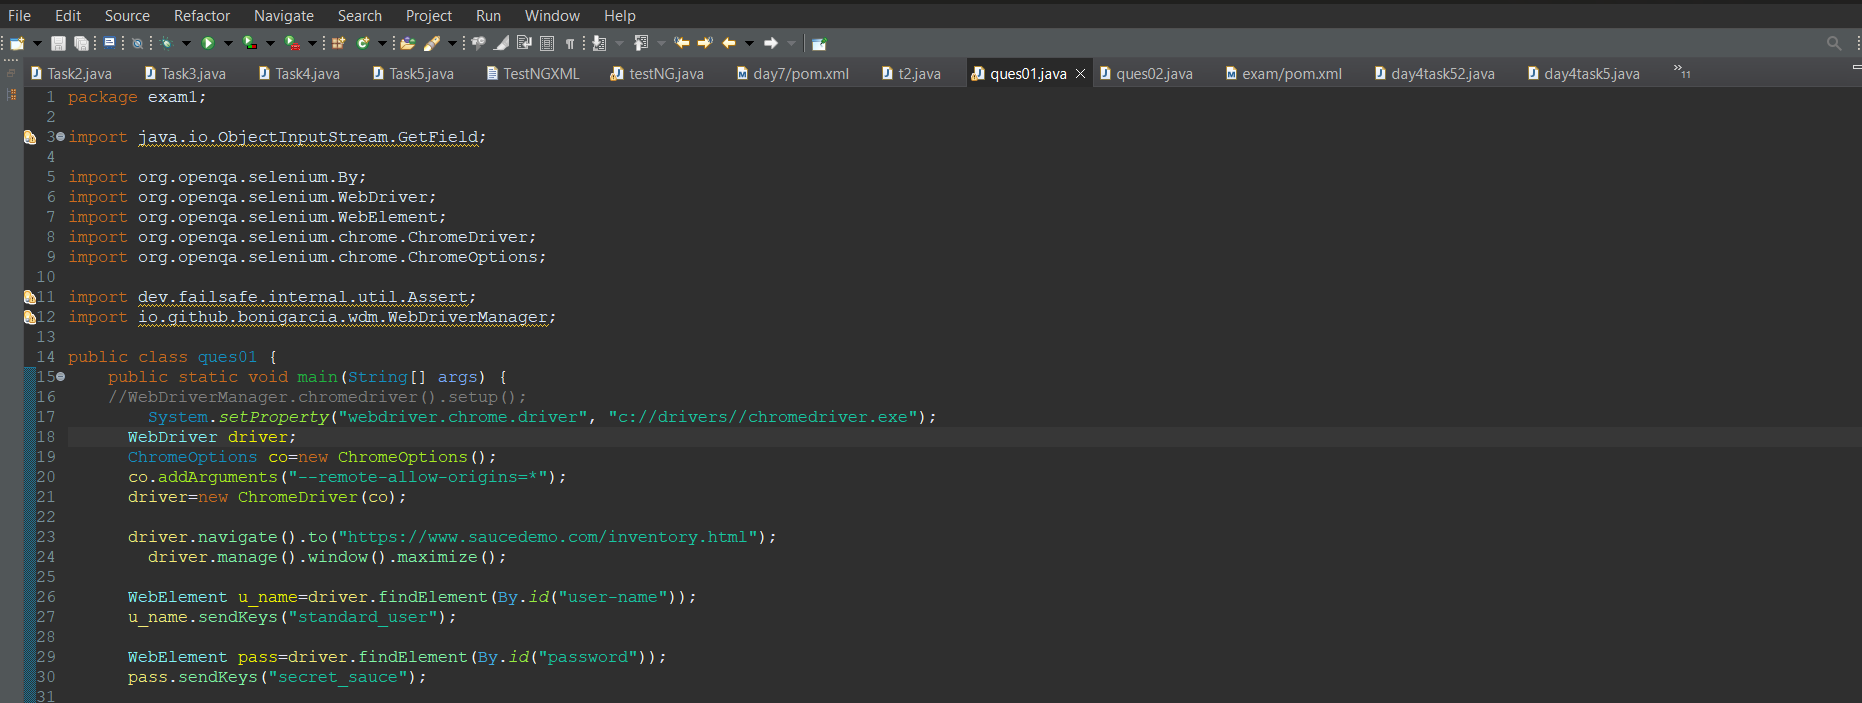 File Edit Source Refactor Navigate Search Project Run Window Help
Task2.java Task3.java Task4.java Task5.java TestNGXML testNG.java day7/pom.xml t2.java ques01.java ques02.java exam/pom.xml day4task52.java day4task5.java »11
1 package exam1;
2
3 import java.io.ObjectInputStream.GetField;
4
5 import org.openqa.selenium.By;
6 import org.openqa.selenium.WebDriver;
7 import org.openqa.selenium.WebElement;
8 import org.openqa.selenium.chrome.ChromeDriver;
9 import org.openqa.selenium.chrome.ChromeOptions;
10
11 import dev.failsafe.internal.util.Assert;
12 import io.github.bonigarcia.wdm.WebDriverManager;
13
14 public class ques01 {
15 public static void main(String[] args) {
16 //WebDriverManager.chromedriver().setup();
17 System.setProperty("webdriver.chrome.driver", "c://drivers//chromedriver.exe");
18 WebDriver driver;
19 ChromeOptions co=new ChromeOptions();
20 co.addArguments("--remote-allow-origins=*");
21 driver=new ChromeDriver(co);
22
23 driver.navigate().to("https://www.saucedemo.com/inventory.html");
24 driver.manage().window().maximize();
25
26 WebElement u_name=driver.findElement(By.id("user-name"));
27 u_name.sendKeys("standard_user");
28
29 WebElement pass=driver.findElement(By.id("password"));
30 pass.sendKeys("secret_sauce");
31